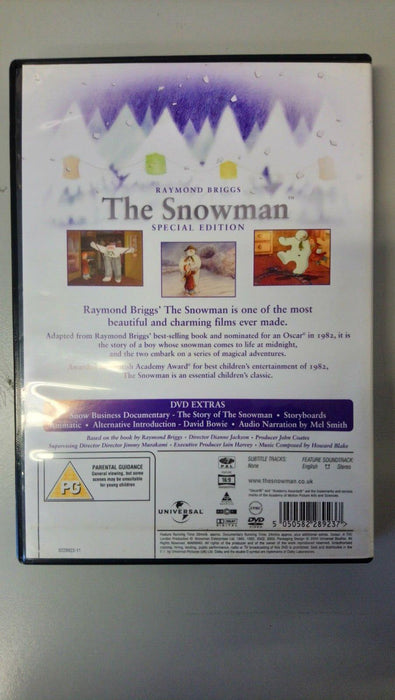 RAYMOND BRIGGS
The Snowman™
SPECIAL EDITION
Raymond Briggs' The Snowman is one of the most
beautiful and charming films ever made.
Adapted from Raymond Briggs' best-selling book and nominated for an Oscar® in 1982, it is
the story of a boy whose snowman comes to life at midnight,
and the two embark on a series of magical adventures.
Academy Award® for best children's entertainment of 1982,
The Snowman is an essential children's classic.
DVD EXTRAS
Snow Business Documentary - The Story of The Snowman • Storyboards
• Alternative Introduction - David Bowie • Audio Narration by Mel Smith
Based on the book by Raymond Briggs • Director Dianne Jackson • Producer John Coates
Supervising Director Jimmy Murakami • Executive Producer Iain Harvey • Music Composed by Howard Blake
PG
PARENTAL GUIDANCE
General viewing, but some
scenes may be unsuitable
for young children
PAL
16:9
SUBTITLE TRACKS:
None
FEATURE SOUNDTRACK:
English Stereo
www.thesnowman.co.uk
UNIVERSAL
DVD
5 050582 289237